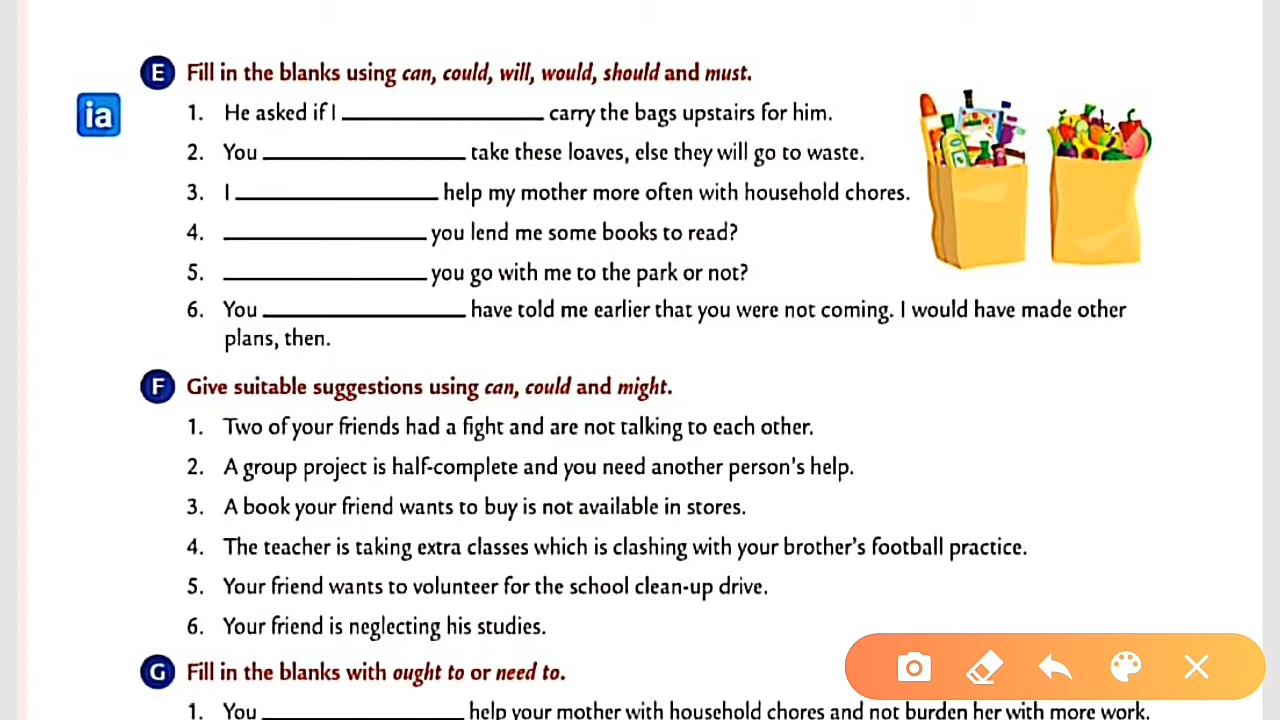 E Fill in the blanks using can, could, will, would, should and must.
ia
1. He asked if I ____________ carry the bags upstairs for him.
2. You ____________ take these loaves, else they will go to waste.
3. I ____________ help my mother more often with household chores.
4. ____________ you lend me some books to read?
5. ____________ you go with me to the park or not?
6. You ____________ have told me earlier that you were not coming. I would have made other
plans, then.
F Give suitable suggestions using can, could and might.
1. Two of your friends had a fight and are not talking to each other.
2. A group project is half-complete and you need another person's help.
3. A book your friend wants to buy is not available in stores.
4. The teacher is taking extra classes which is clashing with your brother's football practice.
5. Your friend wants to volunteer for the school clean-up drive.
6. Your friend is neglecting his studies.
G Fill in the blanks with ought to or need to.
1. You ____________ help your mother with household chores and not burden her with more work.